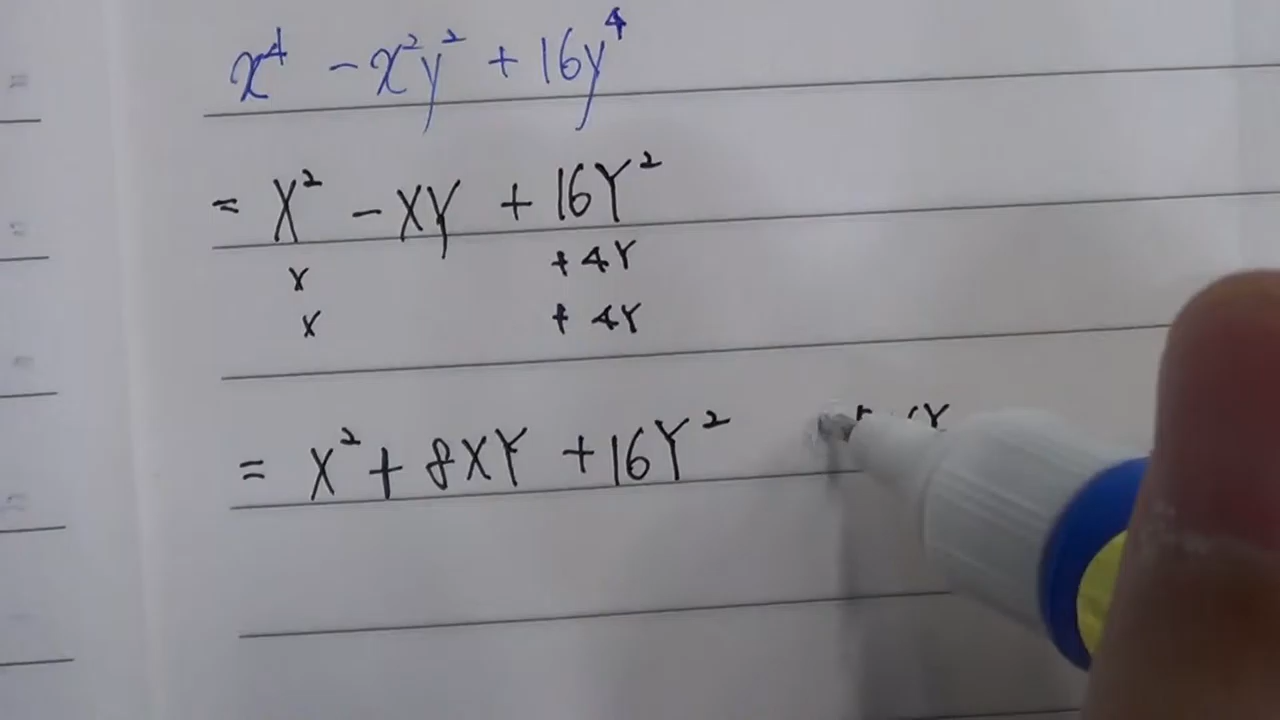 x⁴ - x²y² + 16y⁴
= X² - XY + 16Y²
X + 4Y
X + 4Y
= X² + 8XY + 16Y²